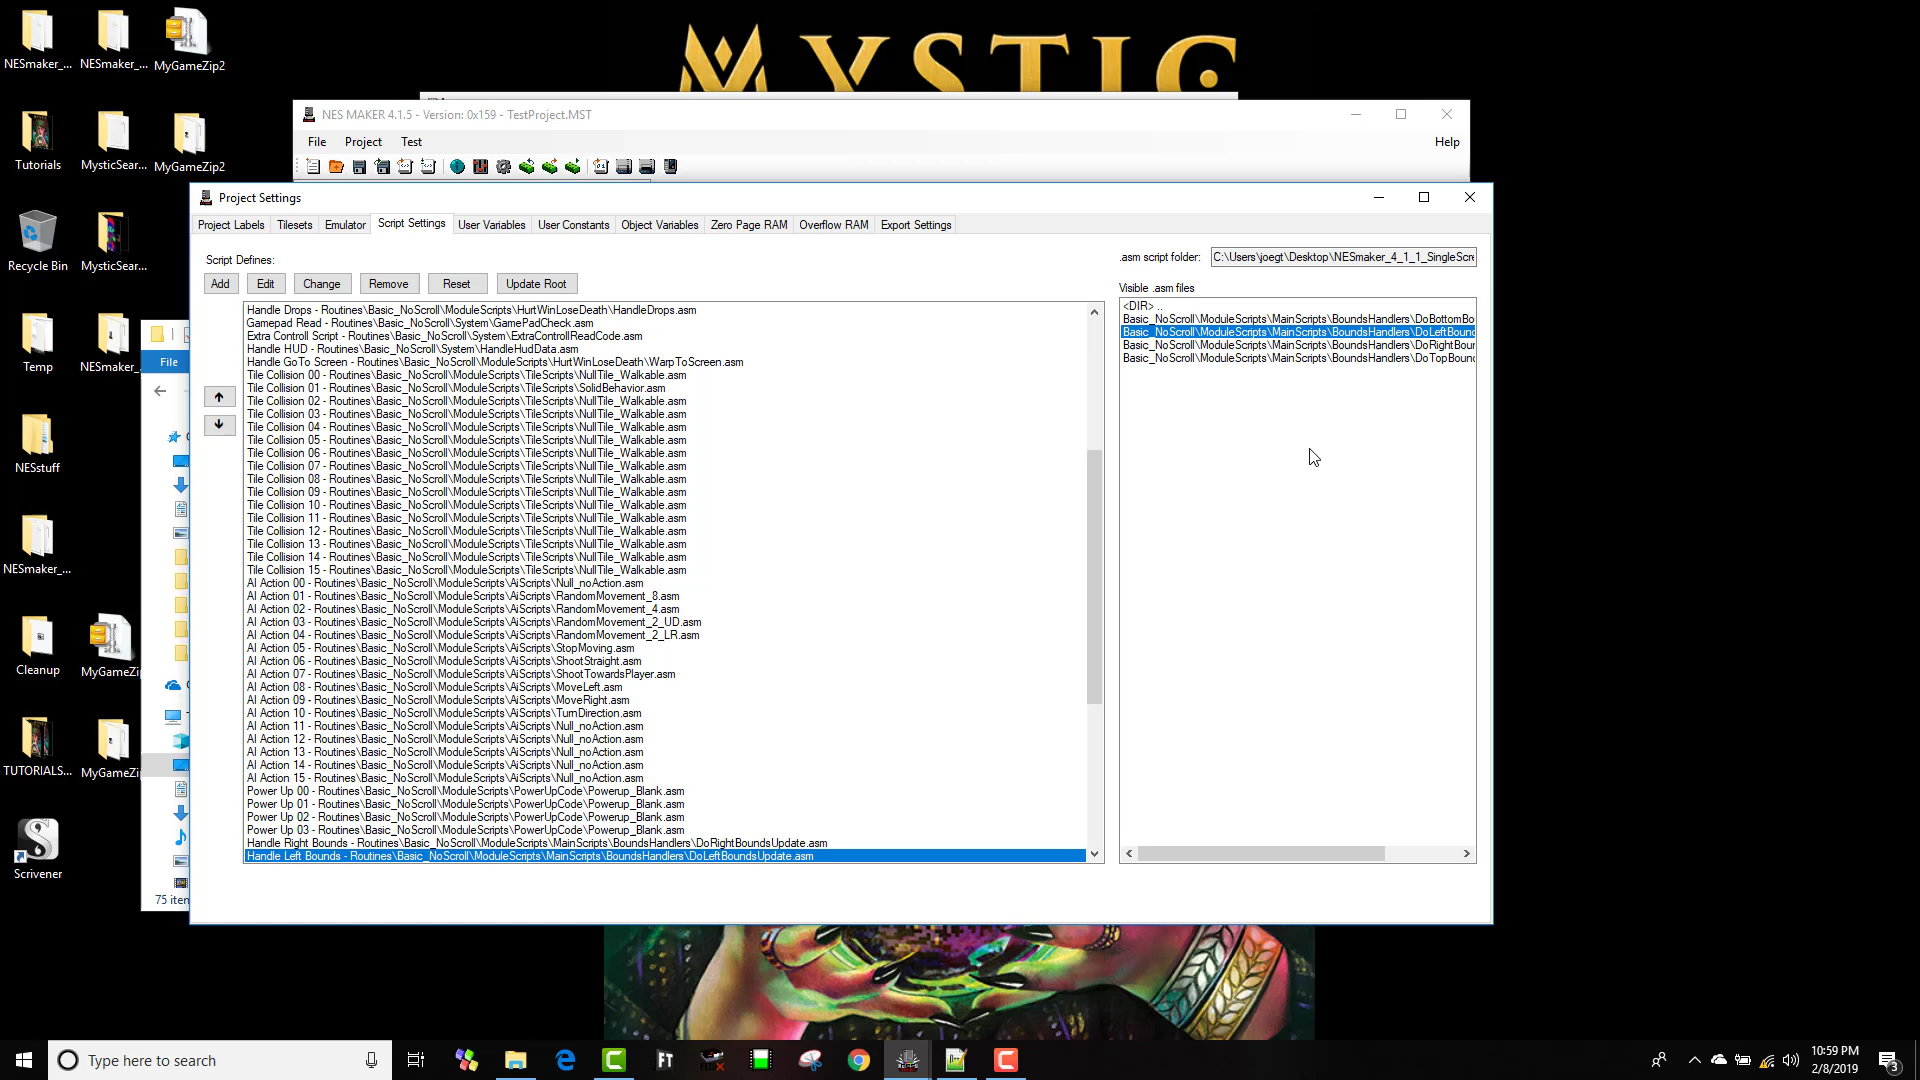 MYSTIC
NESmaker_...
NESmaker_...
MyGameZip2
Tutorials
MysticSear...
MyGameZip2
Recycle Bin
MysticSear...
Temp
NESmaker_
NESstuff
NESmaker_...
Cleanup
MyGameZi
TUTORIALS...
MyGameZi
Scrivener
File
75 iten
NES MAKER 4.1.5 - Version: 0x159 - TestProject.MST
File Project Test Help
Project Settings
Project Labels Tilesets Emulator Script Settings User Variables User Constants Object Variables Zero Page RAM Overflow RAM Export Settings
Script Defines:
Add Edit Change Remove Reset Update Root
Handle Drops - Routines\Basic_NoScroll\ModuleScripts\HurtWinLoseDeath\HandleDrops.asm
Gamepad Read - Routines\Basic_NoScroll\System\GamePadCheck.asm
Extra Controll Script - Routines\Basic_NoScroll\System\ExtraControllReadCode.asm
Handle HUD - Routines\Basic_NoScroll\System\HandleHudData.asm
Handle GoTo Screen - Routines\Basic_NoScroll\ModuleScripts\HurtWinLoseDeath\WarpToScreen.asm
Tile Collision 00 - Routines\Basic_NoScroll\ModuleScripts\TileScripts\NullTile_Walkable.asm
Tile Collision 01 - Routines\Basic_NoScroll\ModuleScripts\TileScripts\SolidBehavior.asm
Tile Collision 02 - Routines\Basic_NoScroll\ModuleScripts\TileScripts\NullTile_Walkable.asm
Tile Collision 03 - Routines\Basic_NoScroll\ModuleScripts\TileScripts\NullTile_Walkable.asm
Tile Collision 04 - Routines\Basic_NoScroll\ModuleScripts\TileScripts\NullTile_Walkable.asm
Tile Collision 05 - Routines\Basic_NoScroll\ModuleScripts\TileScripts\NullTile_Walkable.asm
Tile Collision 06 - Routines\Basic_NoScroll\ModuleScripts\TileScripts\NullTile_Walkable.asm
Tile Collision 07 - Routines\Basic_NoScroll\ModuleScripts\TileScripts\NullTile_Walkable.asm
Tile Collision 08 - Routines\Basic_NoScroll\ModuleScripts\TileScripts\NullTile_Walkable.asm
Tile Collision 09 - Routines\Basic_NoScroll\ModuleScripts\TileScripts\NullTile_Walkable.asm
Tile Collision 10 - Routines\Basic_NoScroll\ModuleScripts\TileScripts\NullTile_Walkable.asm
Tile Collision 11 - Routines\Basic_NoScroll\ModuleScripts\TileScripts\NullTile_Walkable.asm
Tile Collision 12 - Routines\Basic_NoScroll\ModuleScripts\TileScripts\NullTile_Walkable.asm
Tile Collision 13 - Routines\Basic_NoScroll\ModuleScripts\TileScripts\NullTile_Walkable.asm
Tile Collision 14 - Routines\Basic_NoScroll\ModuleScripts\TileScripts\NullTile_Walkable.asm
Tile Collision 15 - Routines\Basic_NoScroll\ModuleScripts\TileScripts\NullTile_Walkable.asm
AI Action 00 - Routines\Basic_NoScroll\ModuleScripts\AiScripts\Null_noAction.asm
AI Action 01 - Routines\Basic_NoScroll\ModuleScripts\AiScripts\RandomMovement_8.asm
AI Action 02 - Routines\Basic_NoScroll\ModuleScripts\AiScripts\RandomMovement_4.asm
AI Action 03 - Routines\Basic_NoScroll\ModuleScripts\AiScripts\RandomMovement_2_UD.asm
AI Action 04 - Routines\Basic_NoScroll\ModuleScripts\AiScripts\RandomMovement_2_LR.asm
AI Action 05 - Routines\Basic_NoScroll\ModuleScripts\AiScripts\StopMoving.asm
AI Action 06 - Routines\Basic_NoScroll\ModuleScripts\AiScripts\ShootStraight.asm
AI Action 07 - Routines\Basic_NoScroll\ModuleScripts\AiScripts\ShootTowardsPlayer.asm
AI Action 08 - Routines\Basic_NoScroll\ModuleScripts\AiScripts\MoveLeft.asm
AI Action 09 - Routines\Basic_NoScroll\ModuleScripts\AiScripts\MoveRight.asm
AI Action 10 - Routines\Basic_NoScroll\ModuleScripts\AiScripts\TurnDirection.asm
AI Action 11 - Routines\Basic_NoScroll\ModuleScripts\AiScripts\Null_noAction.asm
AI Action 12 - Routines\Basic_NoScroll\ModuleScripts\AiScripts\Null_noAction.asm
AI Action 13 - Routines\Basic_NoScroll\ModuleScripts\AiScripts\Null_noAction.asm
AI Action 14 - Routines\Basic_NoScroll\ModuleScripts\AiScripts\Null_noAction.asm
AI Action 15 - Routines\Basic_NoScroll\ModuleScripts\AiScripts\Null_noAction.asm
Power Up 00 - Routines\Basic_NoScroll\ModuleScripts\PowerUpCode\Powerup_Blank.asm
Power Up 01 - Routines\Basic_NoScroll\ModuleScripts\PowerUpCode\Powerup_Blank.asm
Power Up 02 - Routines\Basic_NoScroll\ModuleScripts\PowerUpCode\Powerup_Blank.asm
Power Up 03 - Routines\Basic_NoScroll\ModuleScripts\PowerUpCode\Powerup_Blank.asm
Handle Right Bounds - Routines\Basic_NoScroll\ModuleScripts\MainScripts\BoundsHandlers\DoRightBoundsUpdate.asm
Handle Left Bounds - Routines\Basic_NoScroll\ModuleScripts\MainScripts\BoundsHandlers\DoLeftBoundsUpdate.asm
.asm script folder: C:\Users\joegt\Desktop\NESmaker_4_1_1_SingleScre
Visible .asm files
<DIR> ..
Basic_NoScroll\ModuleScripts\MainScripts\BoundsHandlers\DoBottomBo
Basic_NoScroll\ModuleScripts\MainScripts\BoundsHandlers\DoLeftBound
Basic_NoScroll\ModuleScripts\MainScripts\BoundsHandlers\DoRightBour
Basic_NoScroll\ModuleScripts\MainScripts\BoundsHandlers\DoTopBounc
Type here to search
FT
10:59 PM
2/8/2019
3